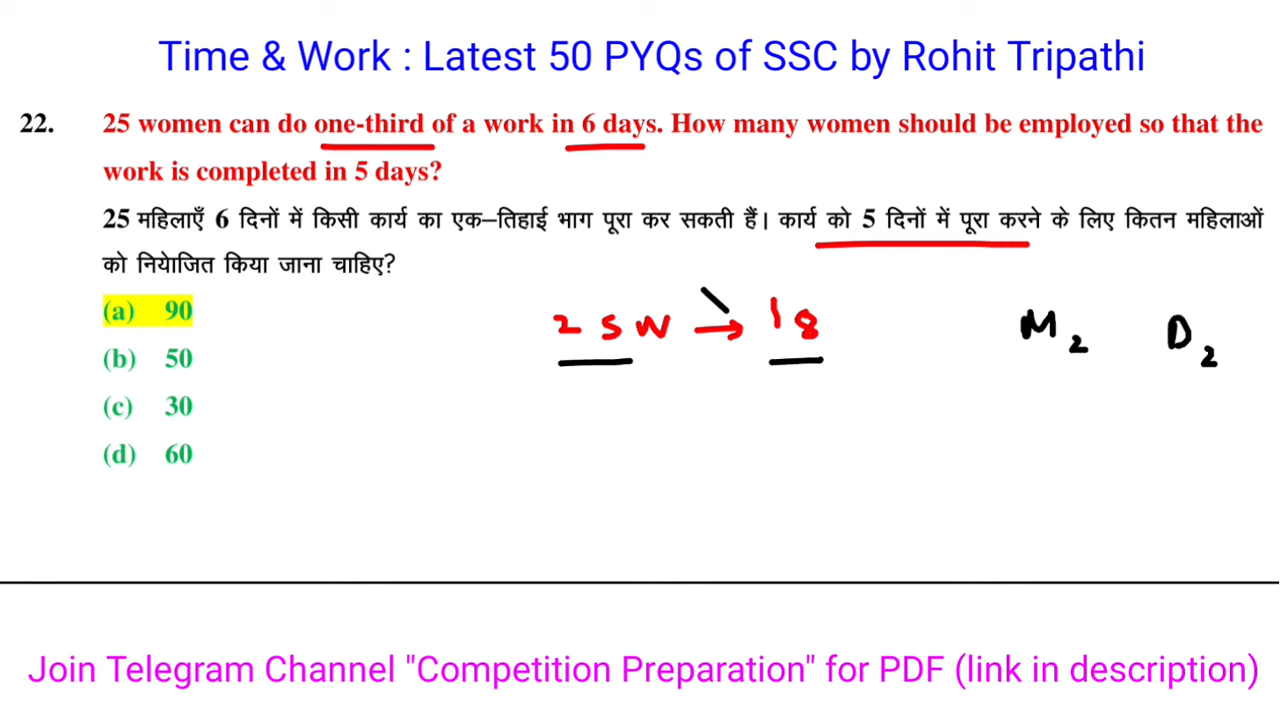 Time & Work : Latest 50 PYQs of SSC by Rohit Tripathi
22. 25 women can do one-third of a work in 6 days. How many women should be employed so that the
work is completed in 5 days?
25 महिलाएँ 6 दिनों में किसी कार्य का एक–तिहाई भाग पूरा कर सकती हैं। कार्य को 5 दिनों में पूरा करने के लिए कितन महिलाओं
को नियोजित किया जाना चाहिए?
(a) 90
25W → 18 M2 D2
(b) 50
(c) 30
(d) 60
Join Telegram Channel "Competition Preparation" for PDF (link in description)